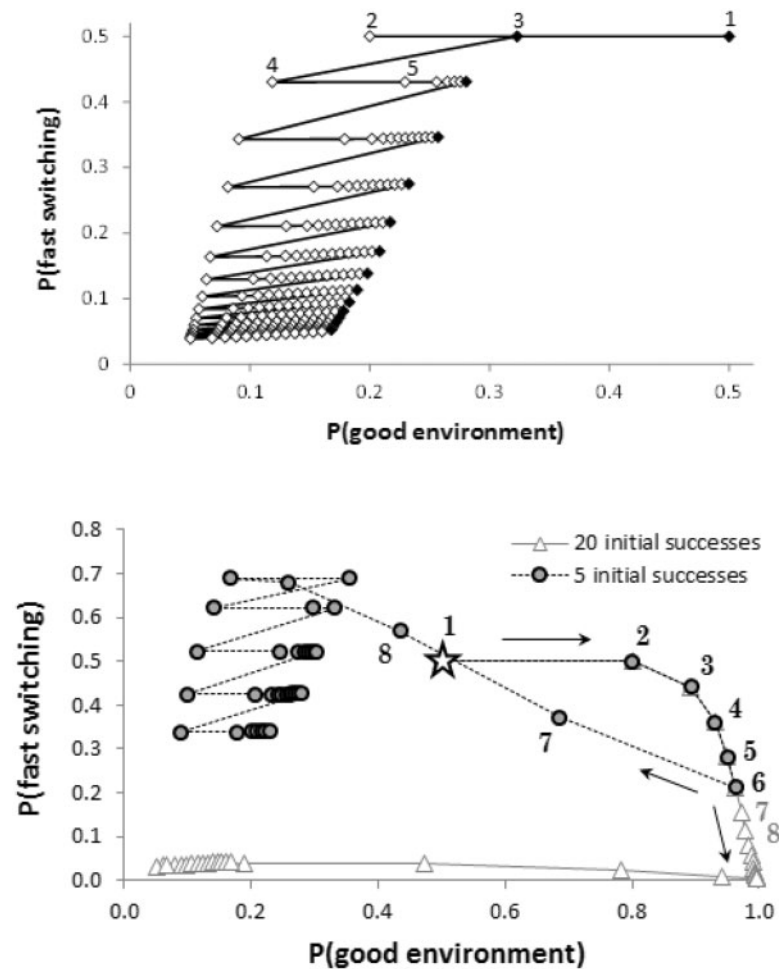 2 3 1
0.5
4 5
0.4
0.3
0.2
0.1
0
0 0.1 0.2 0.3 0.4 0.5
P(fast switching)
P(good environment)
0.8
0.7
0.6
0.5
0.4
0.3
0.2
0.1
0.0
0.0 0.2 0.4 0.6 0.8 1.0
P(fast switching)
P(good environment)
20 initial successes
5 initial successes
1
8
2
3
4
7
5
6
7
8